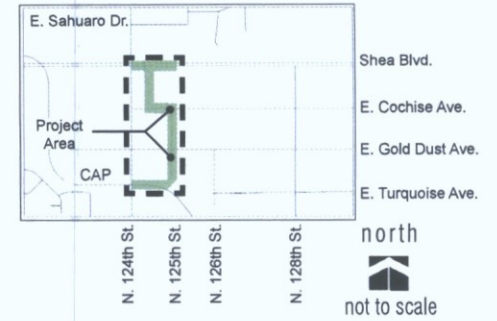 E. Sahuaro Dr.
Shea Blvd.
E. Cochise Ave.
Project
Area
E. Gold Dust Ave.
CAP
E. Turquoise Ave.
N. 124th St.
N. 125th St.
N. 126th St.
N. 128th St.
north
not to scale